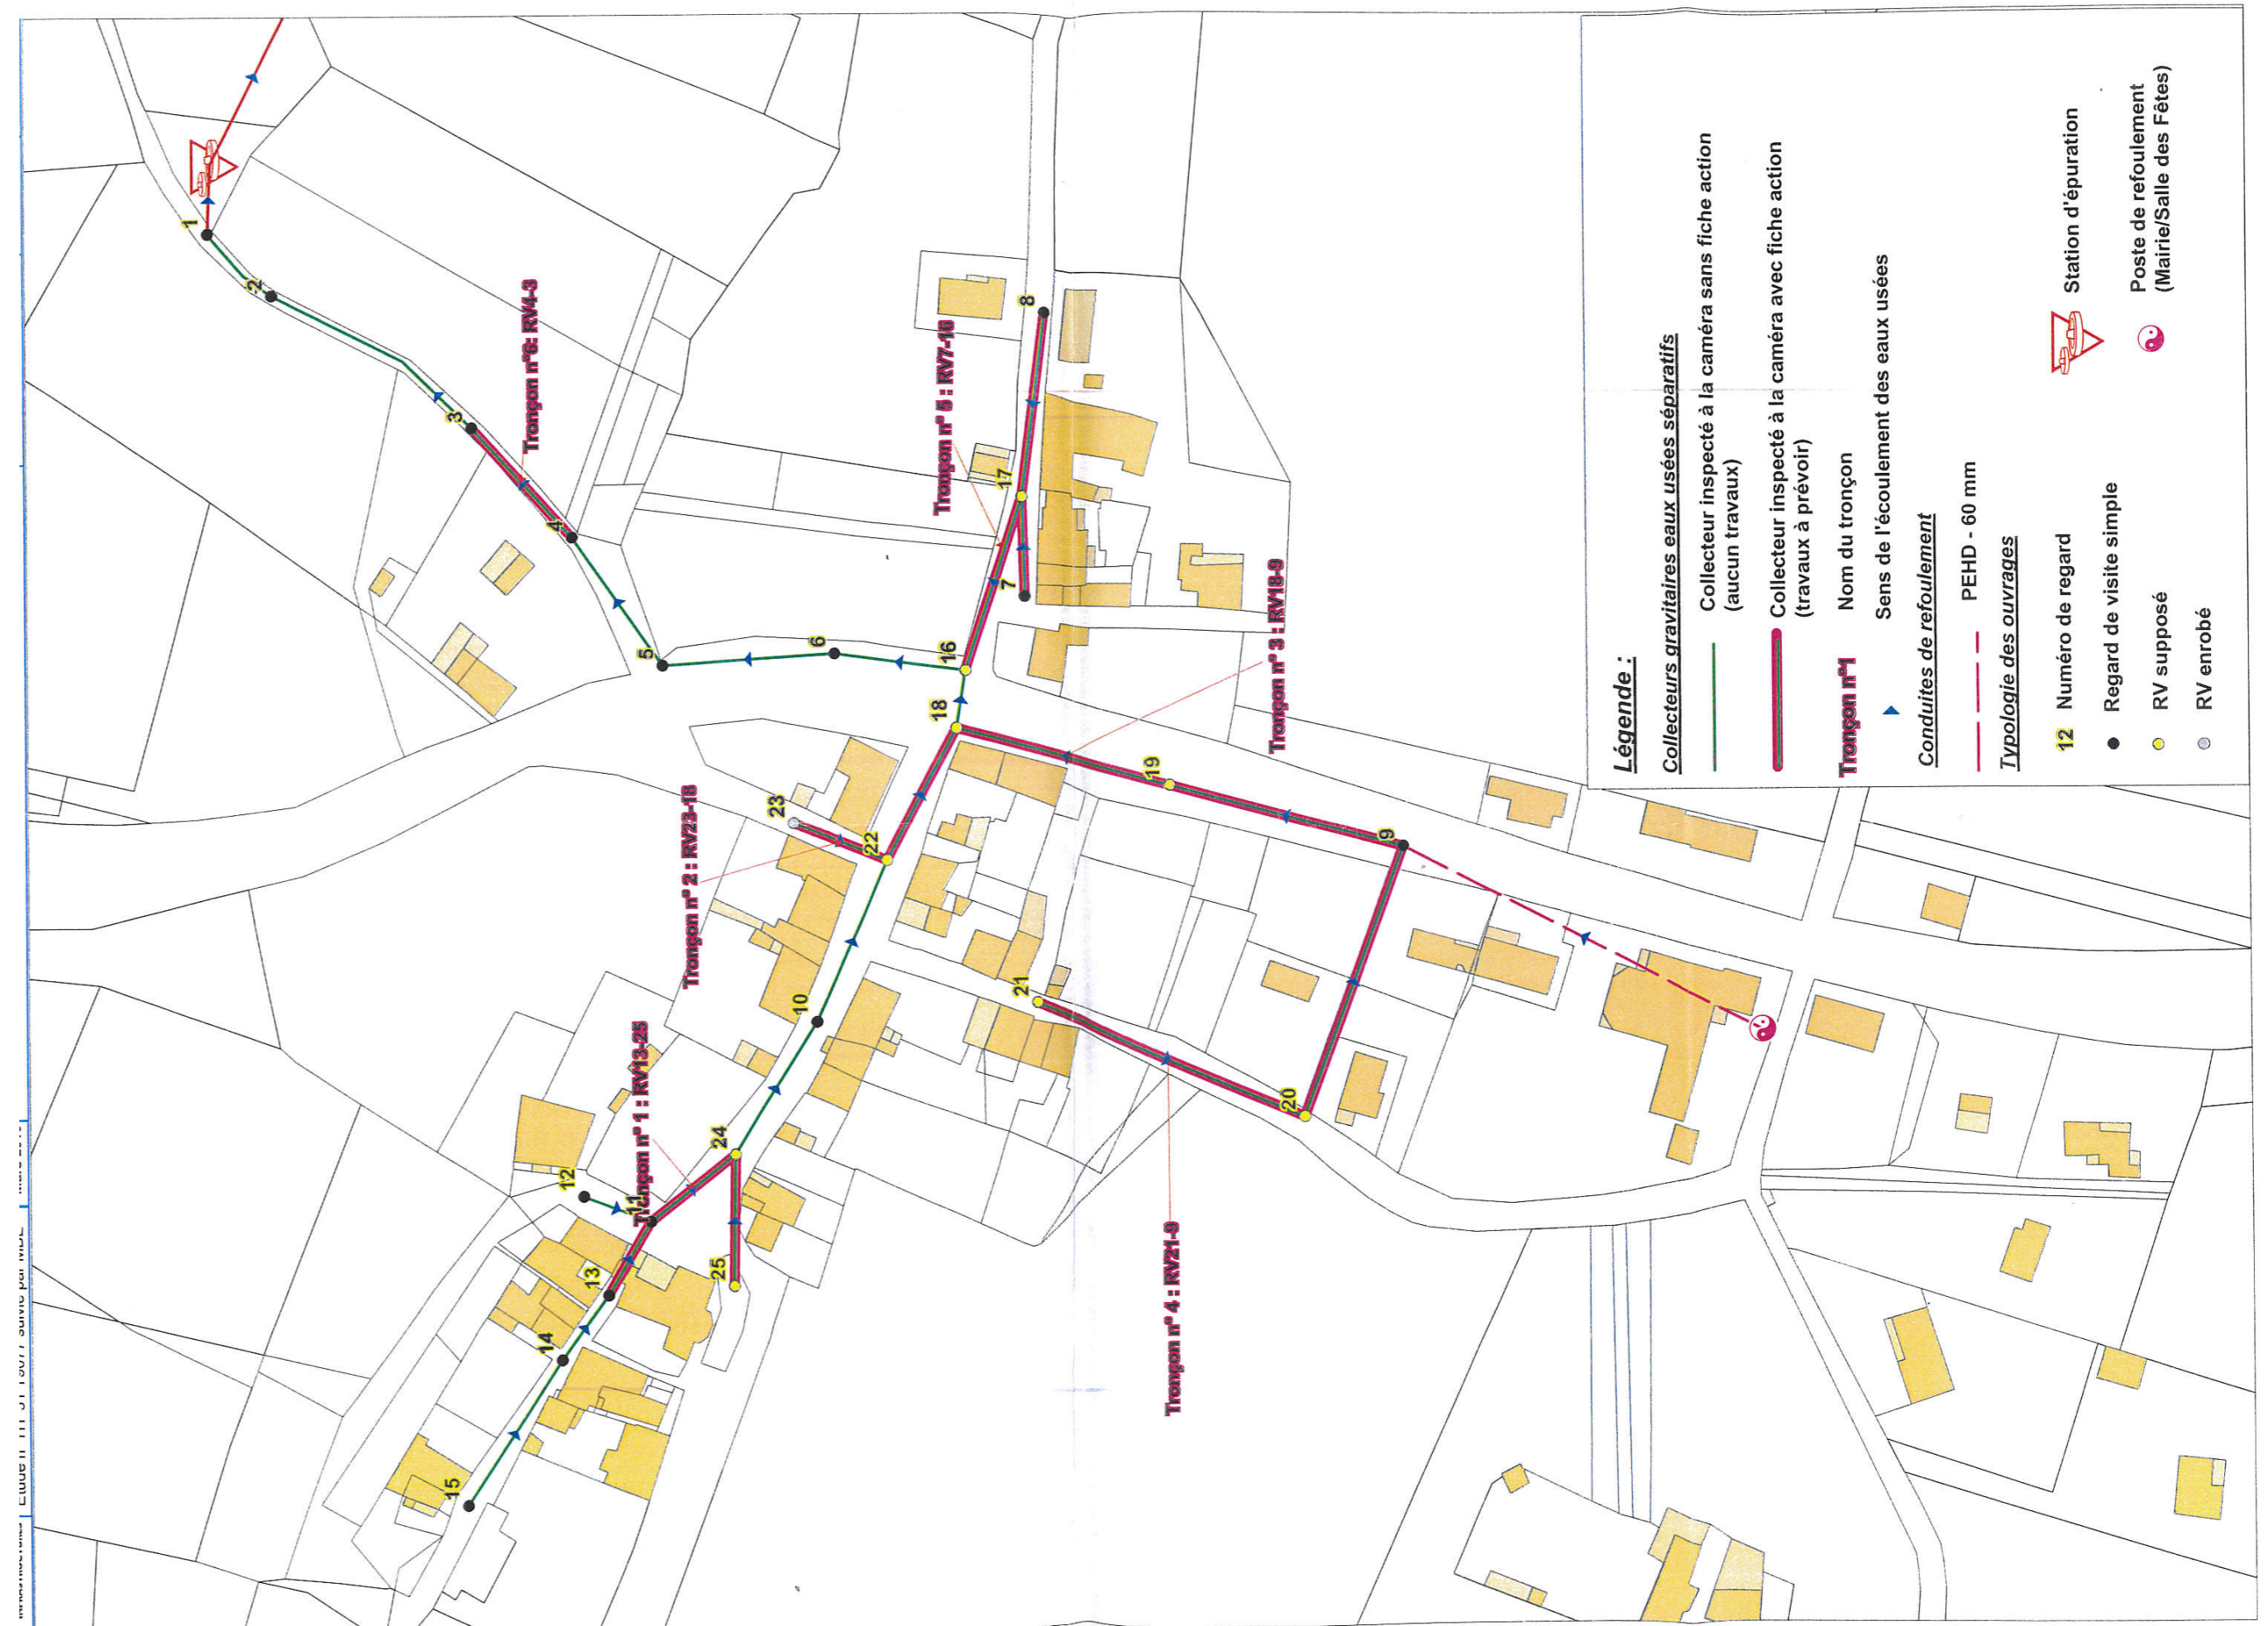 Tronçon n°6: RV4-3
Tronçon n° 5 : RV7-16
Tronçon n° 3 : RV18-9
Tronçon n° 2 : RV23-18
Tronçon n° 1 : RV13-25
Tronçon n° 4 : RV21-9
1
2
3
4
5
6
7
8
9
10
11
12
13
14
15
16
17
18
19
20
21
22
23
24
25
Légende :
Collecteurs gravitaires eaux usées séparatifs
Collecteur inspecté à la caméra sans fiche action
(aucun travaux)
Collecteur inspecté à la caméra avec fiche action
(travaux à prévoir)
Tronçon n°1
Nom du tronçon
Sens de l'écoulement des eaux usées
Conduites de refoulement
PEHD - 60 mm
Typologie des ouvrages
12
Numéro de regard
Regard de visite simple
RV supposé
RV enrobé
Station d'épuration
Poste de refoulement
(Mairie/Salle des Fêtes)